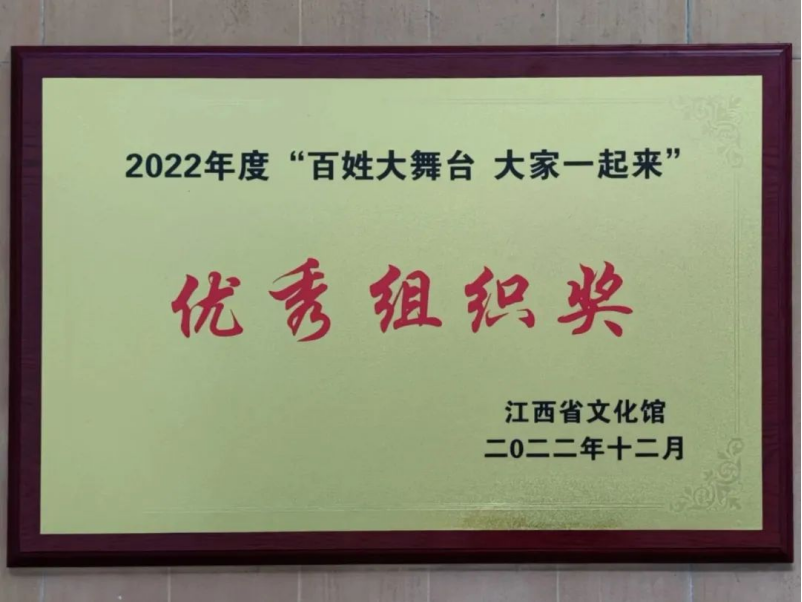 2022年度“百姓大舞台 大家一起来”
优秀组织奖
江西省文化馆
二0二二年十二月